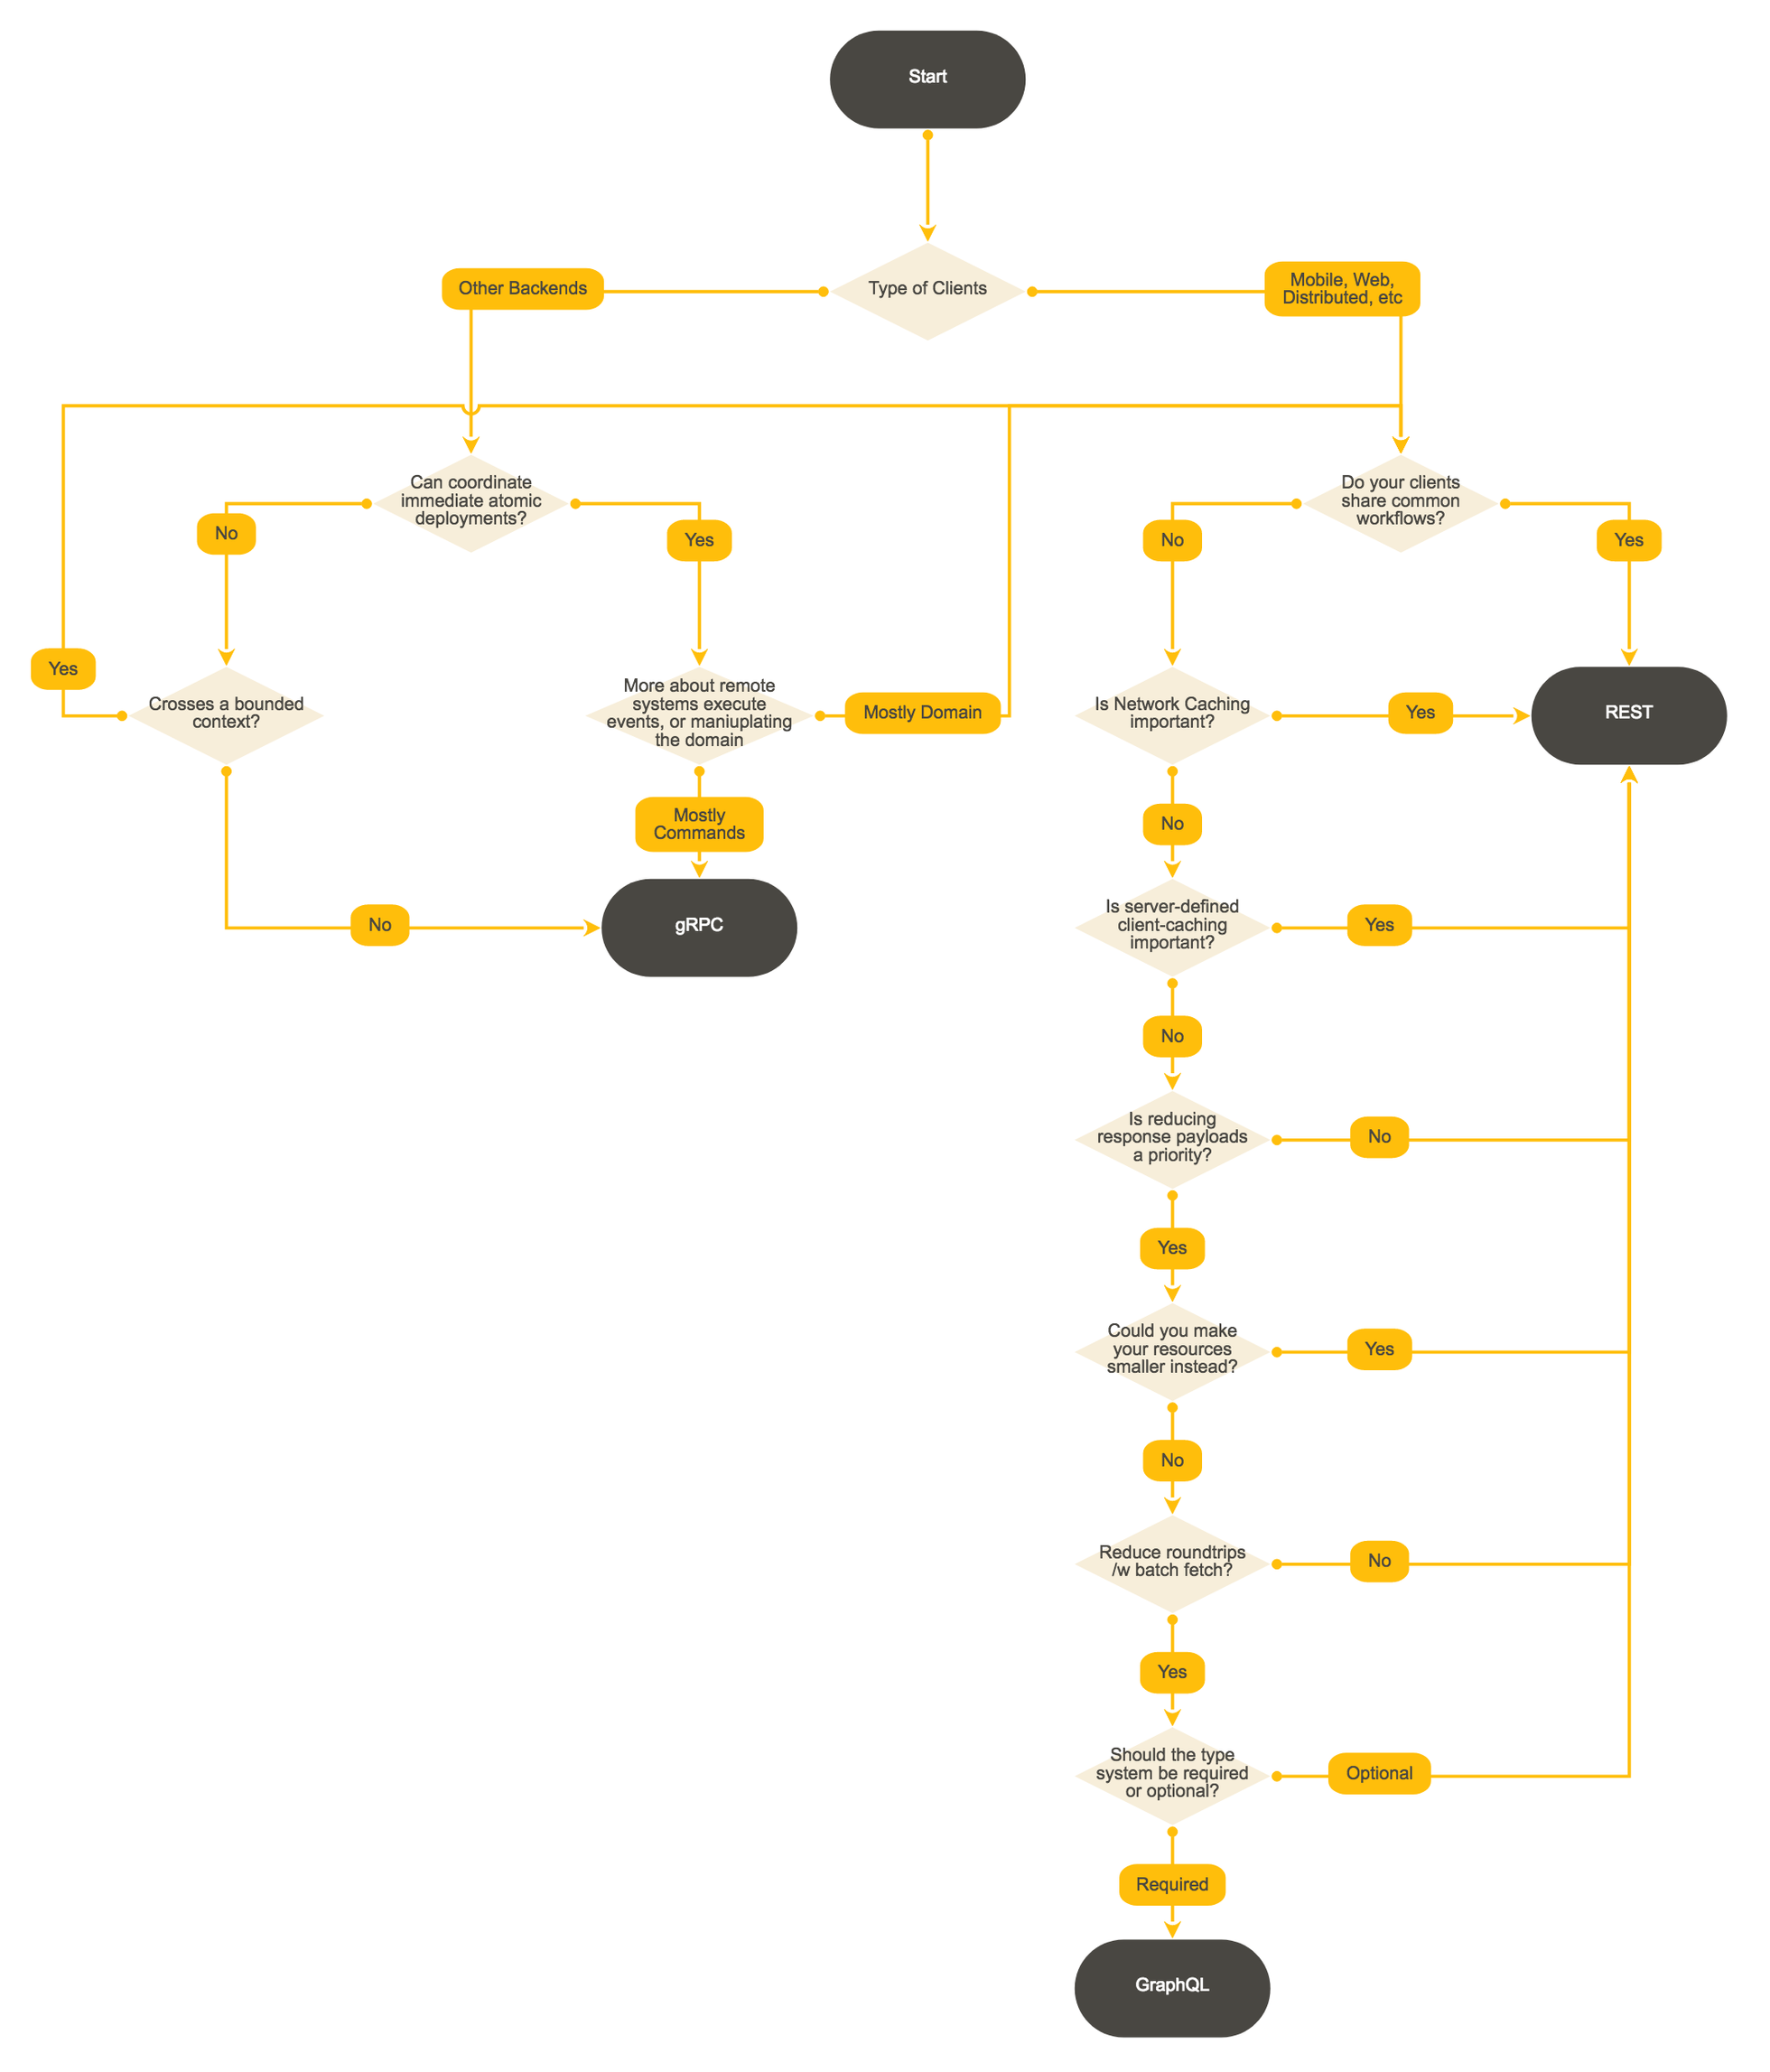 Start
Type of Clients
Other Backends
Mobile, Web,
Distributed, etc
Can coordinate
immediate atomic
deployments?
Do your clients
share common
workflows?
No
Yes
No
Yes
Yes
Crosses a bounded
context?
More about remote
systems execute
events, or maniuplating
the domain
Mostly Domain
Is Network Caching
important?
Yes
REST
Mostly
Commands
No
No
gRPC
Is server-defined
client-caching
important?
Yes
No
Is reducing
response payloads
a priority?
No
Yes
Could you make
your resources
smaller instead?
Yes
No
Reduce roundtrips
/w batch fetch?
No
Yes
Should the type
system be required
or optional?
Optional
Required
GraphQL